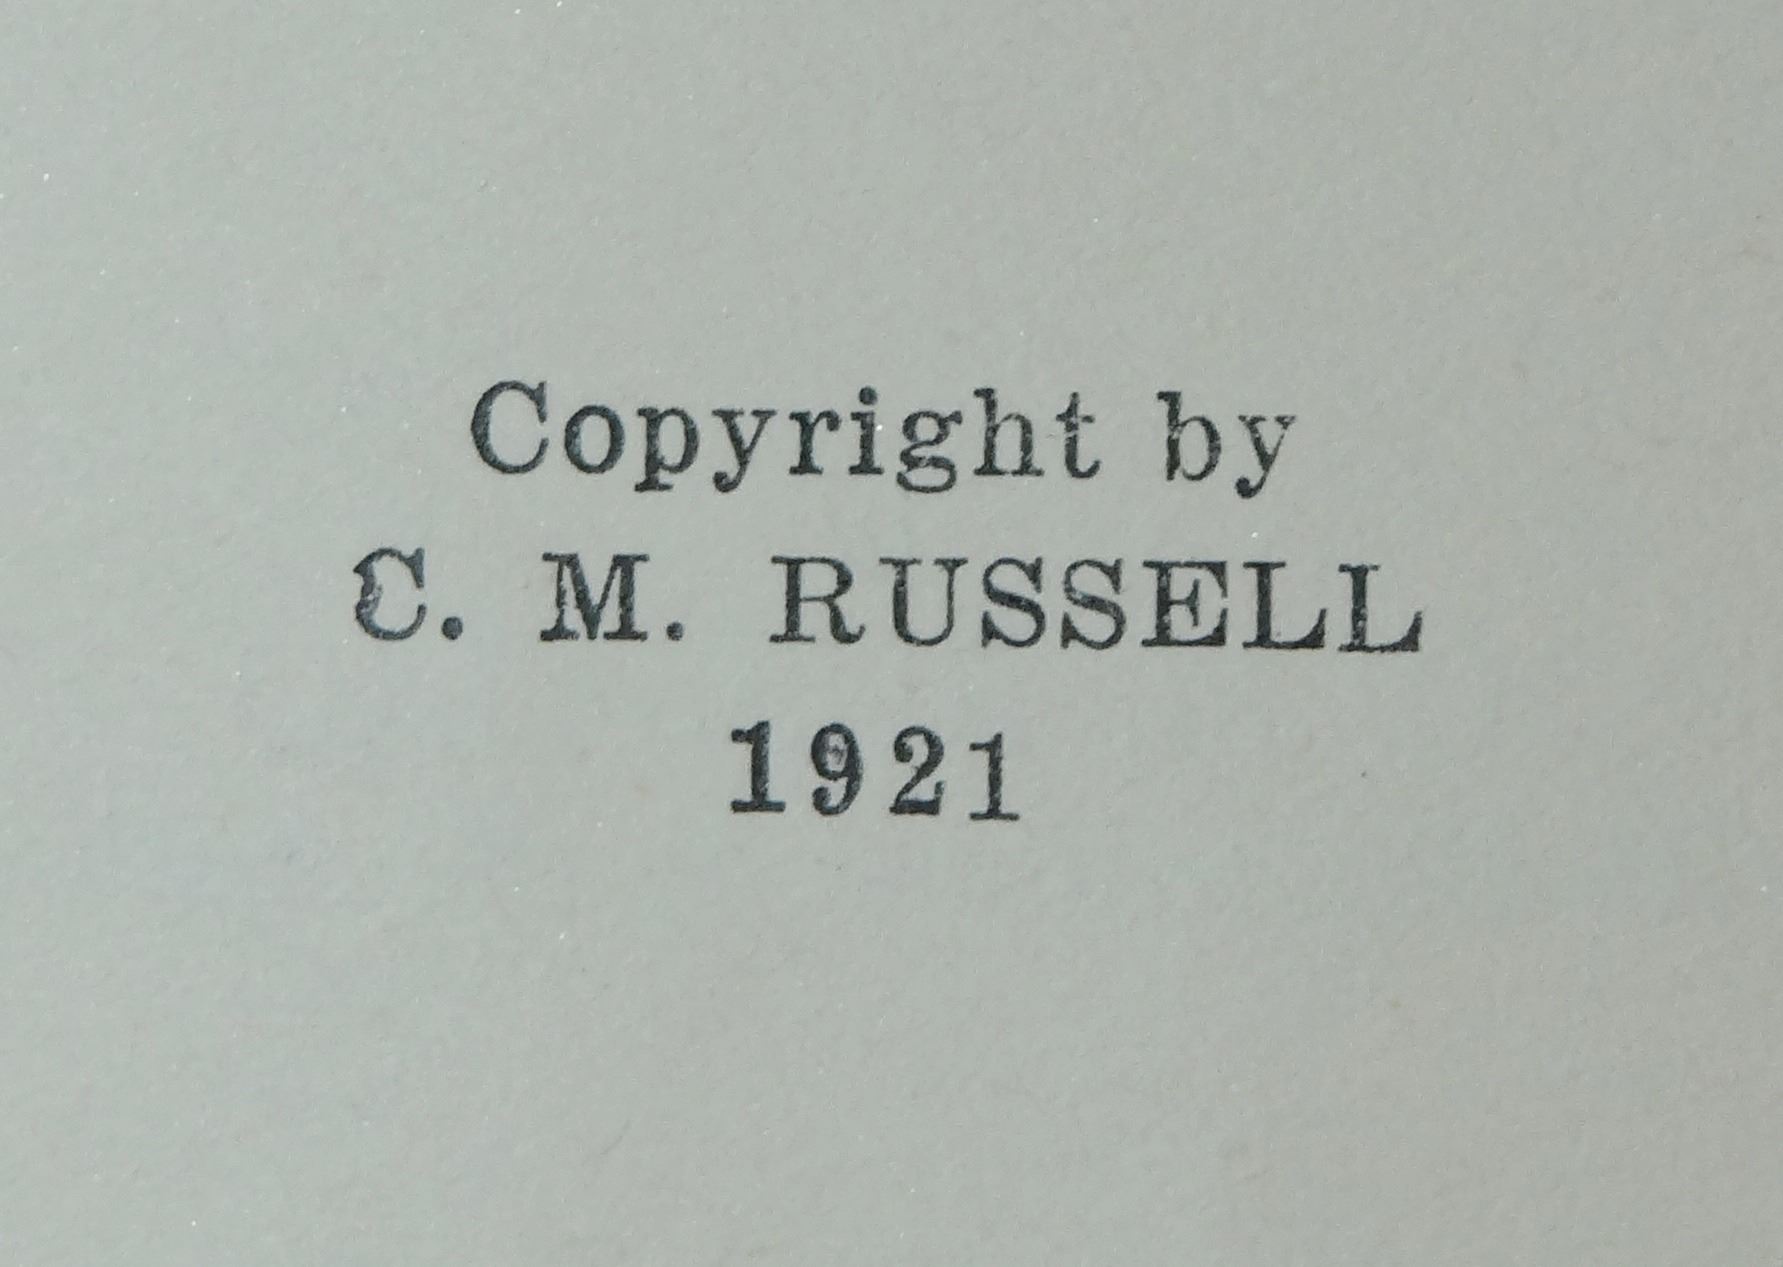 Copyright by
C. M. RUSSELL
1921